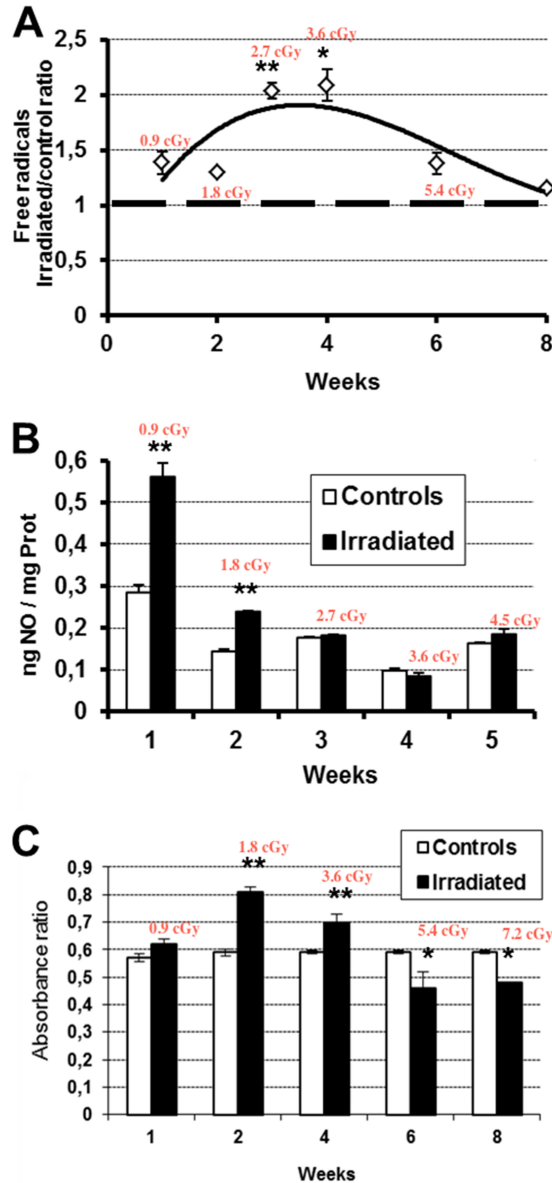 A
2,5
2
1,5
1
0,5
0
Free radicals
Irradiated/control ratio
0.9 cGy
1.8 cGy
2.7 cGy
**
3.6 cGy
*
5.4 cGy
0 2 4 6 8
Weeks
B
0,6
0,5
0,4
0,3
0,2
0,1
0
ng NO / mg Prot
0.9 cGy
**
1.8 cGy
**
2.7 cGy
3.6 cGy
4.5 cGy
Controls
Irradiated
1 2 3 4 5
Weeks
C
Controls
Irradiated
0,9
0,8
0,7
0,6
0,5
0,4
0,3
0,2
0,1
0
Absorbance ratio
0.9 cGy
1.8 cGy
**
3.6 cGy
**
5.4 cGy
*
7.2 cGy
*
1 2 4 6 8
Weeks